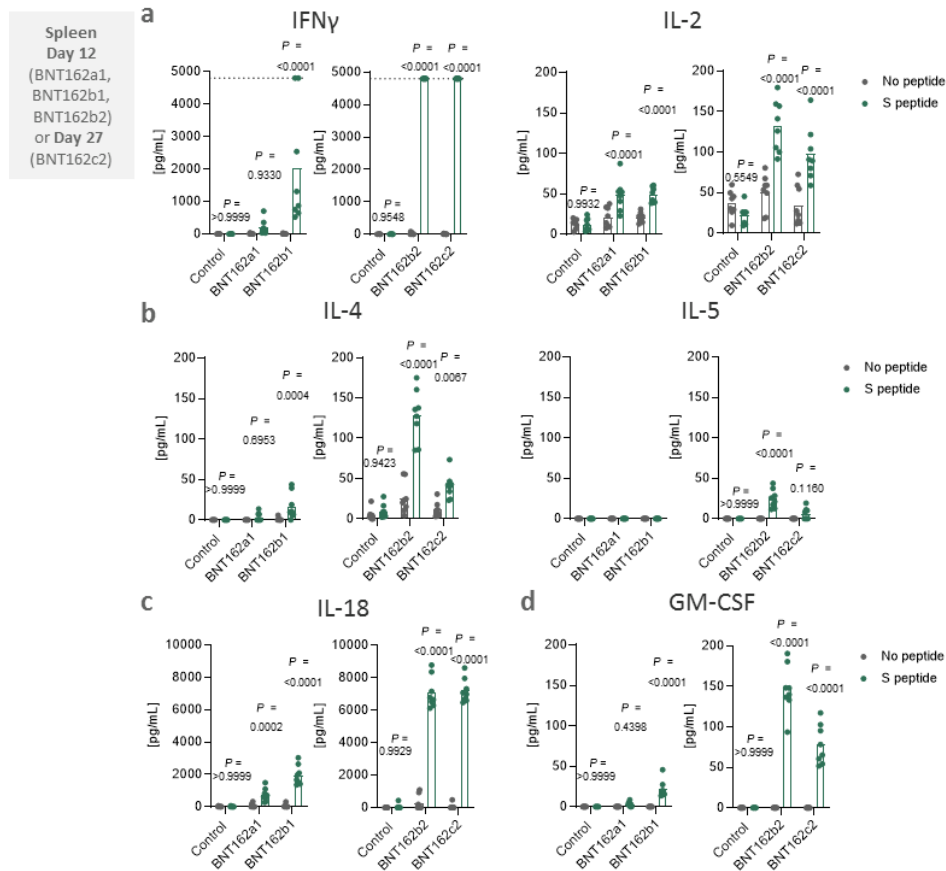 Spleen
Day 12
(BNT162a1,
BNT162b1,
BNT162b2)
or Day 27
(BNT162c2)
a
IFNγ
[pg/mL]
5000
4000
3000
2000
1000
0
P =
>0.9999
P =
0.9330
P =
<0.0001
Control
BNT162a1
BNT162b1
[pg/mL]
5000
4000
3000
2000
1000
0
P =
0.9548
P =
<0.0001
P =
<0.0001
Control
BNT162b2
BNT162c2
IL-2
[pg/mL]
200
150
100
50
0
P =
0.9932
P =
<0.0001
P =
<0.0001
Control
BNT162a1
BNT162b1
[pg/mL]
200
150
100
50
0
P =
0.5549
P =
<0.0001
P =
<0.0001
Control
BNT162b2
BNT162c2
No peptide
S peptide
b
IL-4
[pg/mL]
200
150
100
50
0
P =
>0.9999
P =
0.6953
P =
0.0004
Control
BNT162a1
BNT162b1
[pg/mL]
200
150
100
50
0
P =
0.9423
P =
<0.0001
P =
0.0067
Control
BNT162b2
BNT162c2
IL-5
[pg/mL]
200
150
100
50
0
Control
BNT162a1
BNT162b1
[pg/mL]
200
150
100
50
0
P =
>0.9999
P =
<0.0001
P =
0.1160
Control
BNT162b2
BNT162c2
No peptide
S peptide
c
IL-18
[pg/mL]
10000
8000
6000
4000
2000
0
P =
>0.9999
P =
0.0002
P =
<0.0001
Control
BNT162a1
BNT162b1
[pg/mL]
10000
8000
6000
4000
2000
0
P =
0.9929
P =
<0.0001
P =
<0.0001
Control
BNT162b2
BNT162c2
d
GM-CSF
[pg/mL]
200
150
100
50
0
P =
>0.9999
P =
0.4398
P =
<0.0001
Control
BNT162a1
BNT162b1
[pg/mL]
200
150
100
50
0
P =
>0.9999
P =
<0.0001
P =
<0.0001
Control
BNT162b2
BNT162c2
No peptide
S peptide